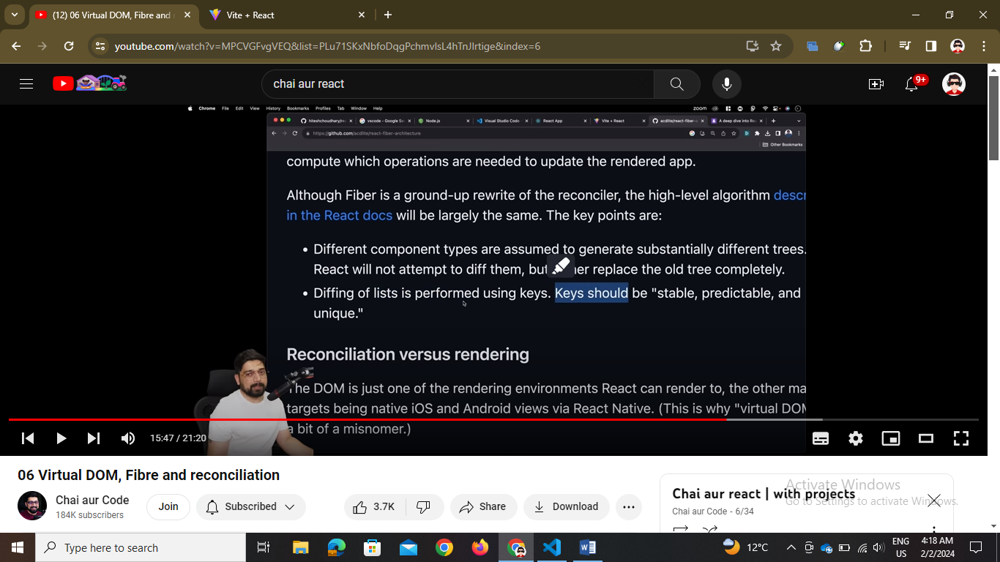 (12) 06 Virtual DOM, Fibre and r
Vite + React
youtube.com/watch?v=MPCVGFvgVEQ&list=PLu71SKxNbfoDqgPchmvIsL4hTnJIrtige&index=6
chai aur react
9+
Chrome File Edit View History Bookmarks Profiles Tab Window Help
zoom
hiteshchoudhary/re
vscode - Google Se
Node.js
Visual Studio Code
React App
Vite + React
acdlite/react-fiber-a
A deep dive into Rea
https://github.com/acdlite/react-fiber-architecture
Other Bookmarks
compute which operations are needed to update the rendered app.
Although Fiber is a ground-up rewrite of the reconciler, the high-level algorithm descr
in the React docs will be largely the same. The key points are:
• Different component types are assumed to generate substantially different trees.
React will not attempt to diff them, but her replace the old tree completely.
• Diffing of lists is performed using keys. Keys should be "stable, predictable, and
unique."
Reconciliation versus rendering
The DOM is just one of the rendering environments React can render to, the other ma
targets being native iOS and Android views via React Native. (This is why "virtual DOM
a bit of a misnomer.)
15:47 / 21:20
06 Virtual DOM, Fibre and reconciliation
Chai aur Code
184K subscribers
Join
Subscribed
3.7K
Share
Download
Chai aur react | with projects
Chai aur Code - 6/34
Activate Windows
Go to Settings to activate Windows.
Type here to search
12°C
ENG
US
4:18 AM
2/2/2024